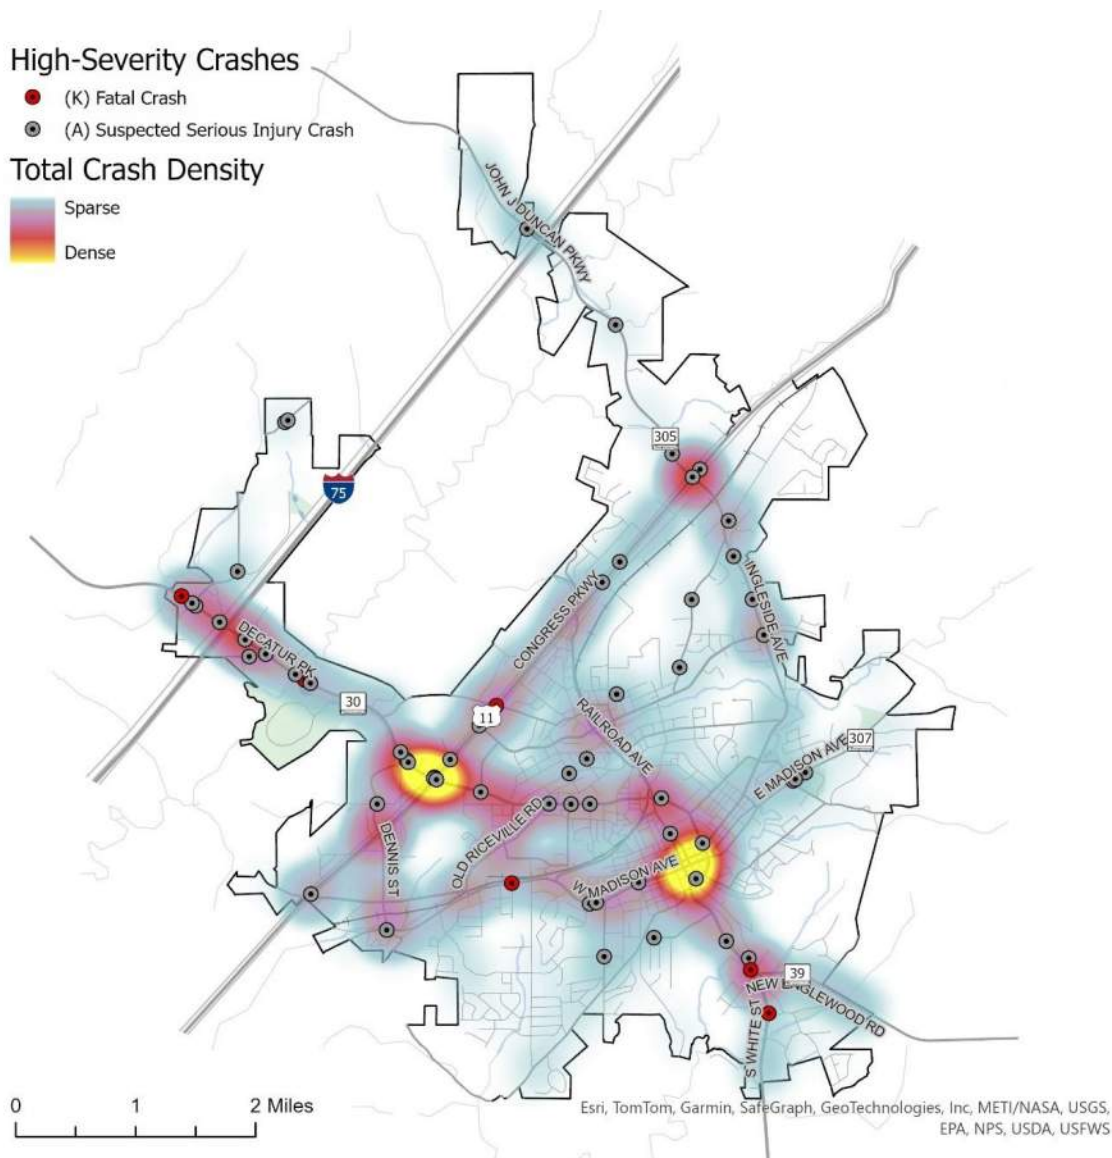 High-Severity Crashes
(K) Fatal Crash
(A) Suspected Serious Injury Crash
Total Crash Density
Sparse
Dense
JOHN J DUNCAN PKWY
305
75
INGLESIDE AVE
CONGRESS PKWY
DECATUR PK
30
11
RAILROAD AVE
307
E MADISON AVE
DENNIS ST
OLD RICEVILLE RD
W MADISON AVE
39
NEW ENGLEWOOD RD
S WHITE ST
0 1 2 Miles
Esri, TomTom, Garmin, SafeGraph, GeoTechnologies, Inc, METI/NASA, USGS,
EPA, NPS, USDA, USFWS